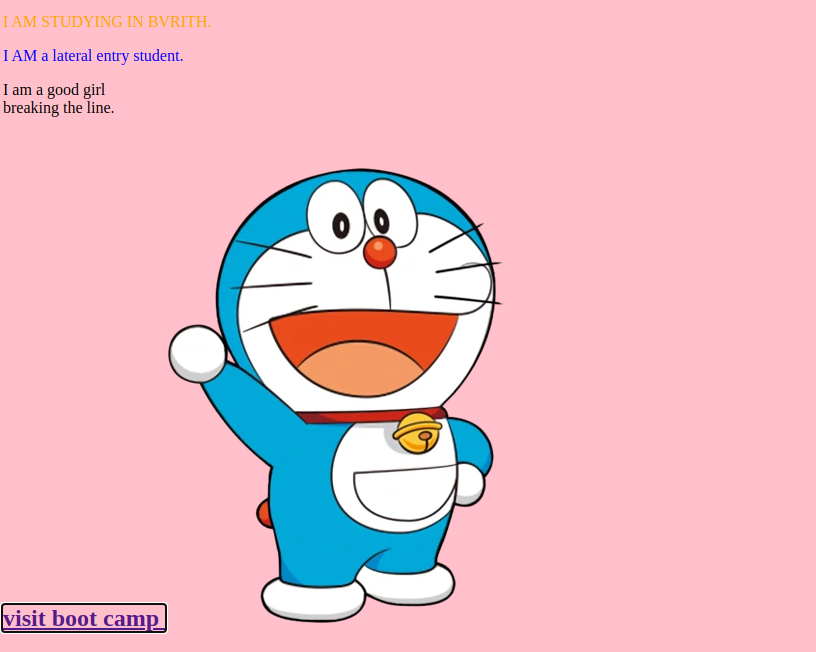 I AM STUDYING IN BVRITH.
I AM a lateral entry student.
I am a good girl
breaking the line.
visit boot camp